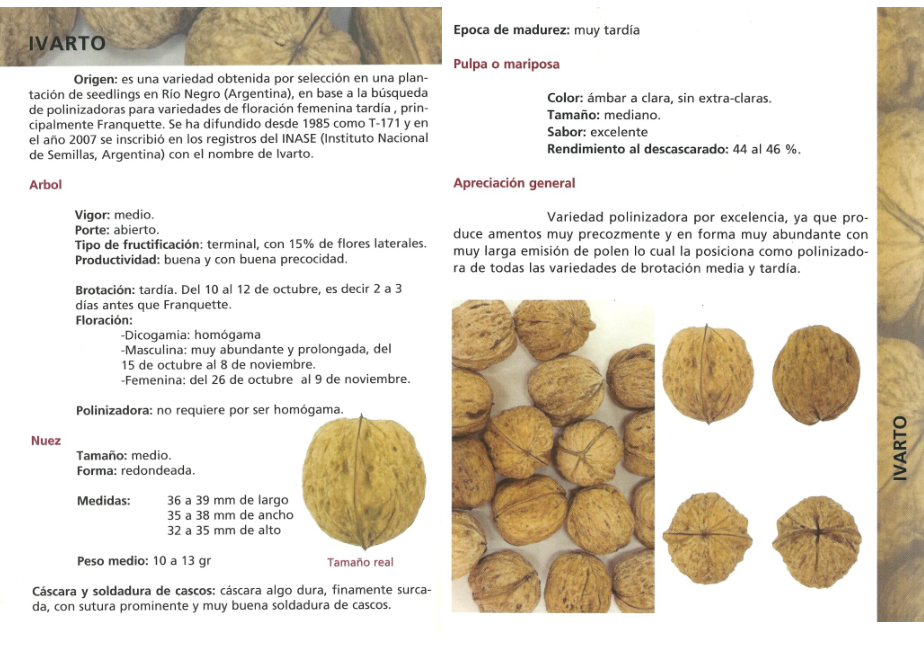 IVARTO
Origen: es una variedad obtenida por selección en una plan-
tación de seedlings en Río Negro (Argentina), en base a la búsqueda
de polinizadoras para variedades de floración femenina tardía , prin-
cipalmente Franquette. Se ha difundido desde 1985 como T-171 y en
el año 2007 se inscribió en los registros del INASE (Instituto Nacional
de Semillas, Argentina) con el nombre de Ivarto.
Arbol
Vigor: medio.
Porte: abierto.
Tipo de fructificación: terminal, con 15% de flores laterales.
Productividad: buena y con buena precocidad.
Brotación: tardía. Del 10 al 12 de octubre, es decir 2 a 3
días antes que Franquette.
Floración:
-Dicogamia: homógama
-Masculina: muy abundante y prolongada, del
15 de octubre al 8 de noviembre.
-Femenina: del 26 de octubre al 9 de noviembre.
Polinizadora: no requiere por ser homógama.
Nuez
Tamaño: medio.
Forma: redondeada.
Medidas: 36 a 39 mm de largo
35 a 38 mm de ancho
32 a 35 mm de alto
Peso medio: 10 a 13 gr
Tamaño real
Cáscara y soldadura de cascos: cáscara algo dura, finamente surca-
da, con sutura prominente y muy buena soldadura de cascos.
Epoca de madurez: muy tardía
Pulpa o mariposa
Color: ámbar a clara, sin extra-claras.
Tamaño: mediano.
Sabor: excelente
Rendimiento al descascarado: 44 al 46 %.
Apreciación general
Variedad polinizadora por excelencia, ya que pro-
duce amentos muy precozmente y en forma muy abundante con
muy larga emisión de polen lo cual la posiciona como polinizado-
ra de todas las variedades de brotación media y tardía.
IVARTO